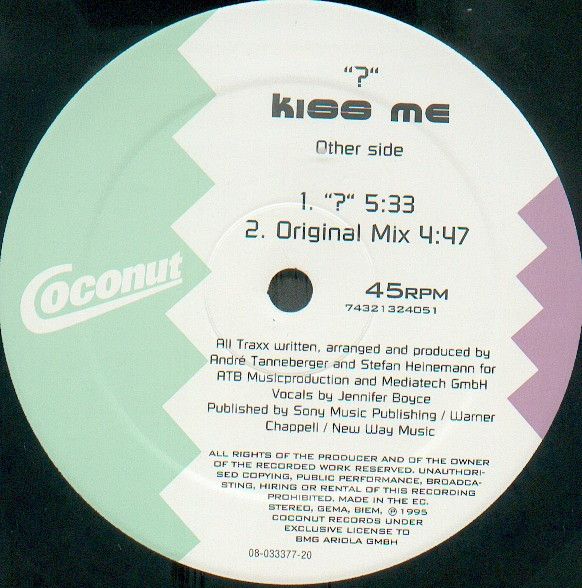 "?"
KISS ME
Other side
1. "?" 5:33
2. Original Mix 4:47
Coconut
45RPM
74321324051
All Traxx written, arranged and produced by
André Tanneberger and Stefan Heinemann for
ATB Musicproduction and Mediatech GmbH
Vocals by Jennifer Boyce
Published by Sony Music Publishing / Warner
Chappell / New Way Music
ALL RIGHTS OF THE PRODUCER AND OF THE OWNER
OF THE RECORDED WORK RESERVED. UNAUTHORI-
SED COPYING, PUBLIC PERFORMANCE, BROADCA-
STING, HIRING OR RENTAL OF THIS RECORDING
PROHIBITED. MADE IN THE EC.
STEREO, GEMA, BIEM, ℗ 1995
COCONUT RECORDS UNDER
EXCLUSIVE LICENSE TO
BMG ARIOLA GMBH
08-033377-20